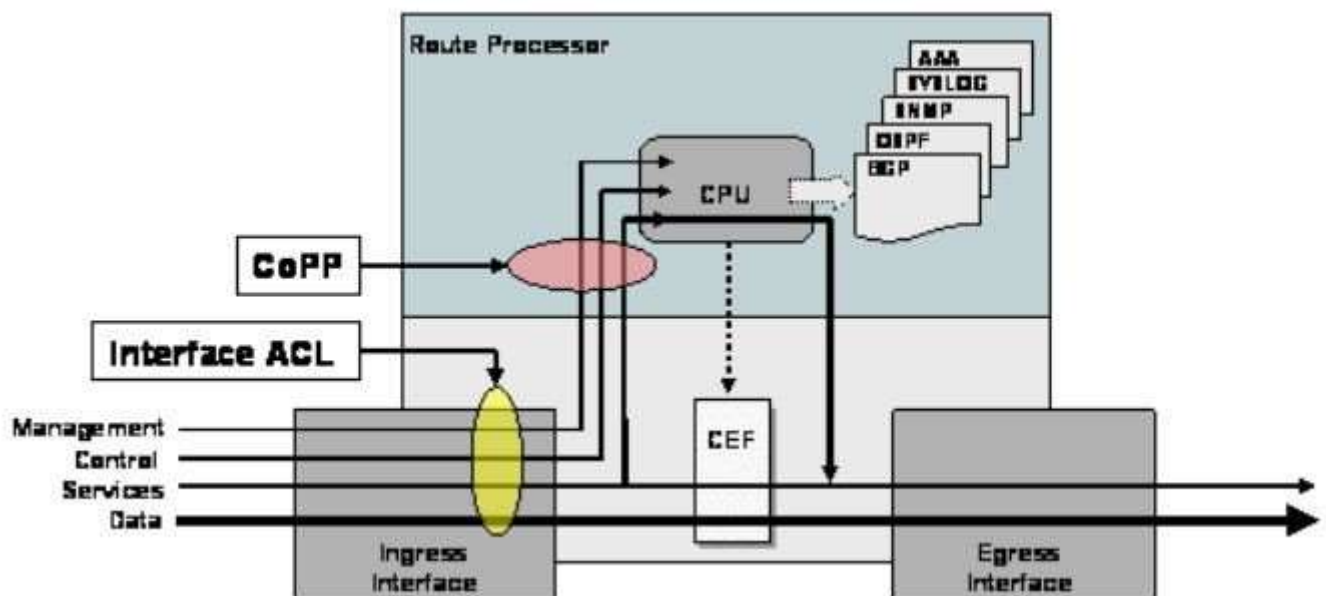 Route Processor
AAA
SYSLOG
SNMP
OSPF
BGP
CPU
CoPP
Interface ACL
Management
Control
Services
Data
CEF
Ingress
Interface
Egress
Interface